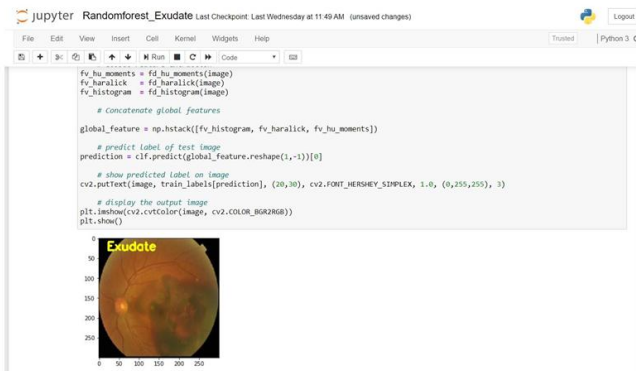 jupyter Randomforest_Exudate Last Checkpoint: Last Wednesday at 11:49 AM (unsaved changes)
Logout
File Edit View Insert Cell Kernel Widgets Help
Trusted
Python 3
Run
Code
fv_hu_moments = fd_hu_moments(image)
fv_haralick = fd_haralick(image)
fv_histogram = fd_histogram(image)
# Concatenate global features
global_feature = np.hstack([fv_histogram, fv_haralick, fv_hu_moments])
# predict label of test image
prediction = clf.predict(global_feature.reshape(1,-1))[0]
# show predicted label on image
cv2.putText(image, train_labels[prediction], (20,30), cv2.FONT_HERSHEY_SIMPLEX, 1.0, (0,255,255), 3)
# display the output image
plt.imshow(cv2.cvtColor(image, cv2.COLOR_BGR2RGB))
plt.show()
0
Exudate
50
100
150
200
250
0 50 100 150 200 250